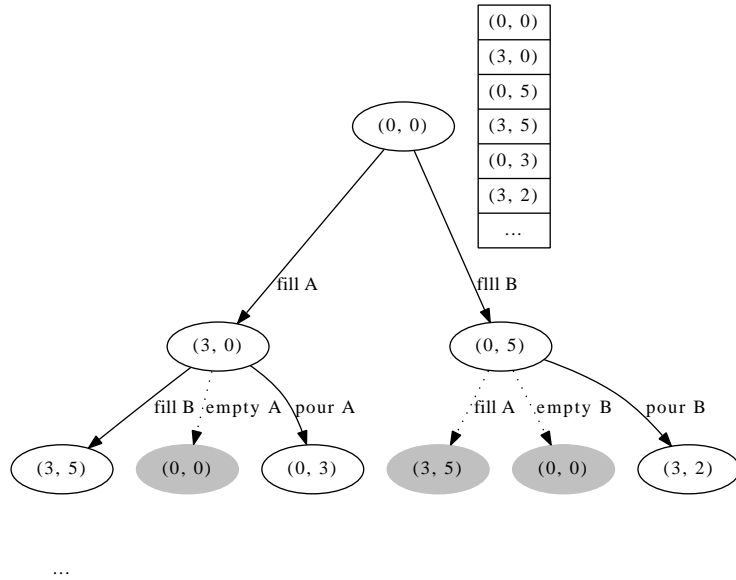 (0, 0)
(3, 0)
(0, 5)
(3, 5)
(0, 3)
(3, 2)
...
(0, 0)
fill A
flll B
(3, 0)
(0, 5)
fill B
empty A
pour A
fill A
empty B
pour B
(3, 5)
(0, 0)
(0, 3)
(3, 5)
(0, 0)
(3, 2)
...